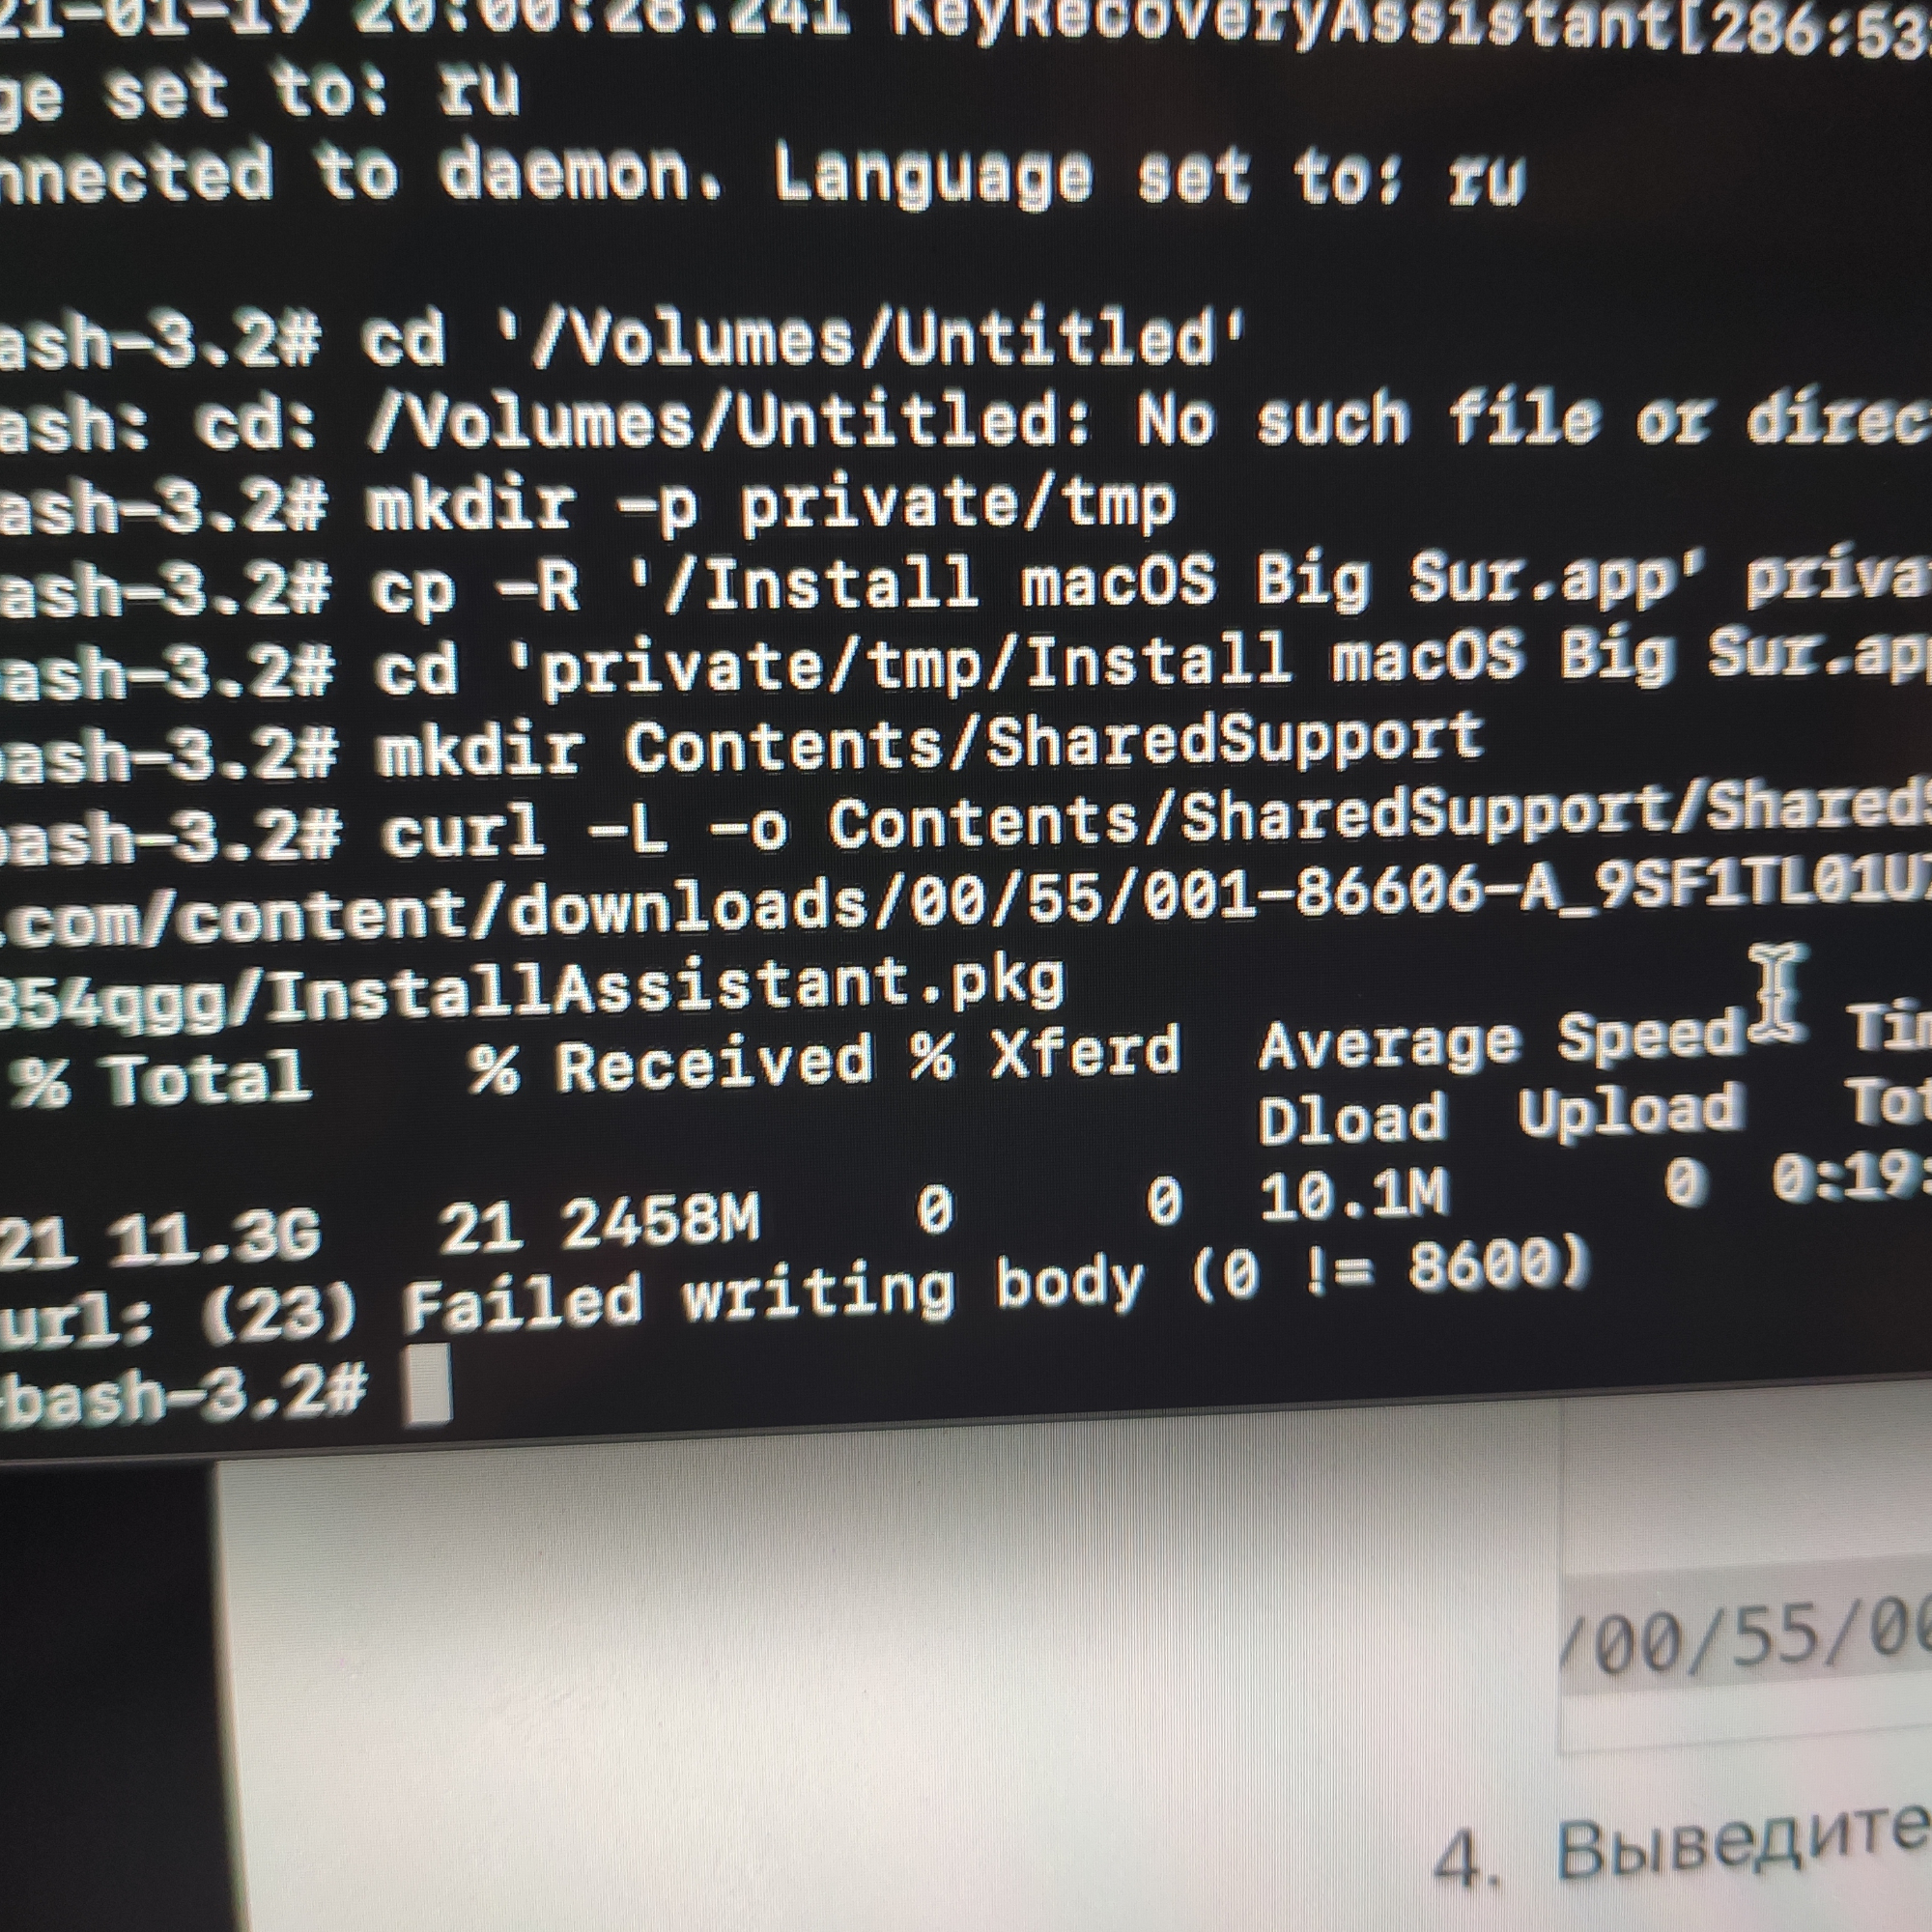 21-01-19 20:00:28.241 KeyRecoveryAssistant[286:53
ge set to: ru
nnected to daemon. Language set to: ru
ash-3.2# cd '/Volumes/Untitled'
ash: cd: /Volumes/Untitled: No such file or direc
ash-3.2# mkdir -p private/tmp
ash-3.2# cp -R '/Install macOS Big Sur.app' priva
ash-3.2# cd 'private/tmp/Install macOS Big Sur.ap
bash-3.2# mkdir Contents/SharedSupport
bash-3.2# curl -L -o Contents/SharedSupport/Shared
.com/content/downloads/00/55/001-86606-A_9SF1TL01U
854qgg/InstallAssistant.pkg
% Total % Received % Xferd Average Speed Tim
Dload Upload Tot
21 11.3G 21 2458M 0 0 10.1M 0 0:19:
url: (23) Failed writing body (0 != 8600)
-bash-3.2#
/00/55/00
4. Выведите